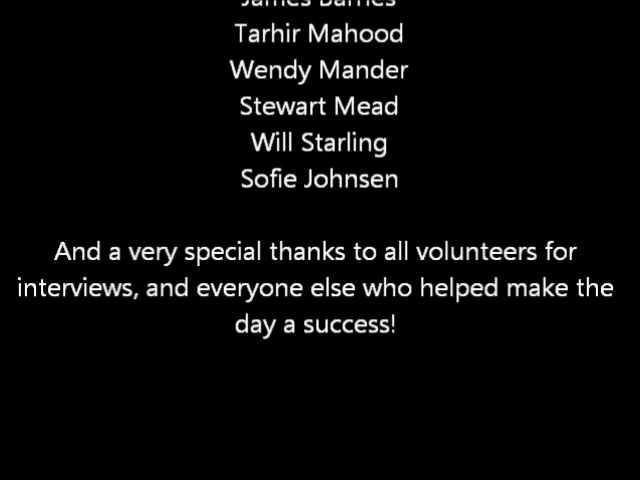 James Barnes
Tarhir Mahood
Wendy Mander
Stewart Mead
Will Starling
Sofie Johnsen
And a very special thanks to all volunteers for
interviews, and everyone else who helped make the
day a success!